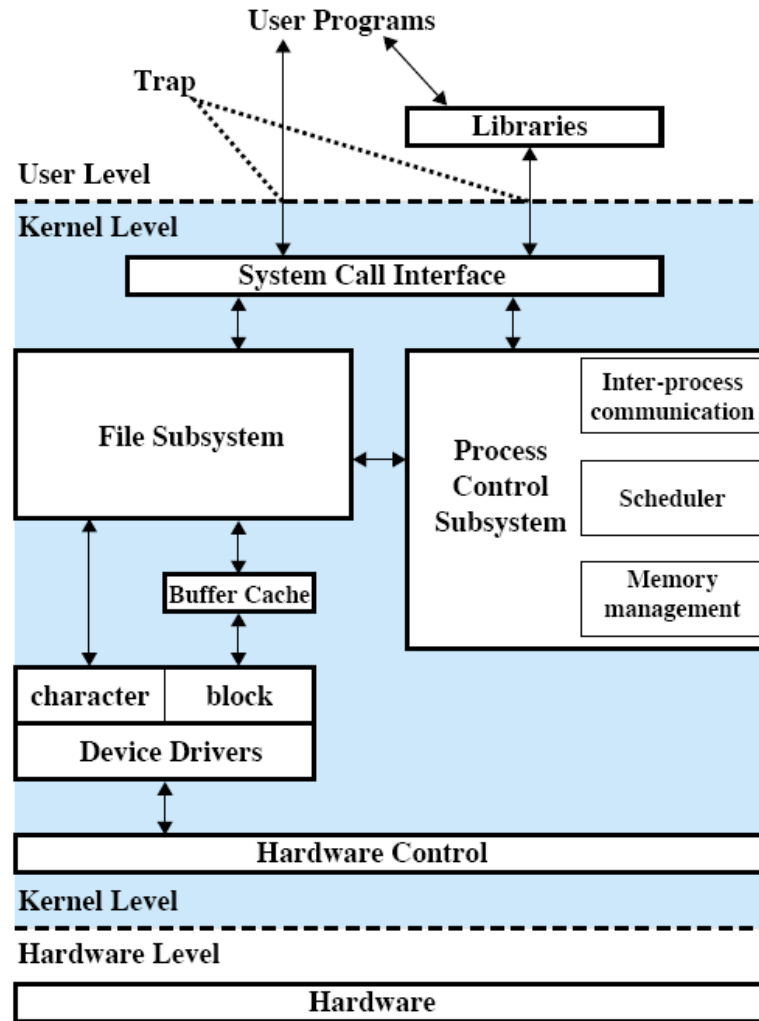 User Programs
Trap
Libraries
User Level
Kernel Level
System Call Interface
File Subsystem
Process
Control
Subsystem
Inter-process
communication
Scheduler
Memory
management
Buffer Cache
character
block
Device Drivers
Hardware Control
Kernel Level
Hardware Level
Hardware